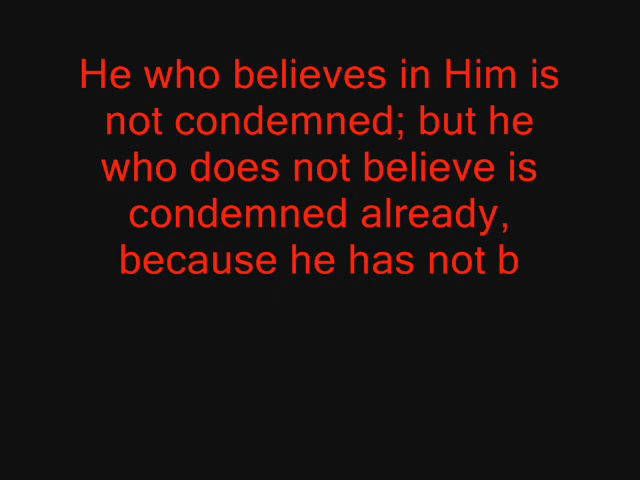 He who believes in Him is
not condemned; but he
who does not believe is
condemned already,
because he has not b